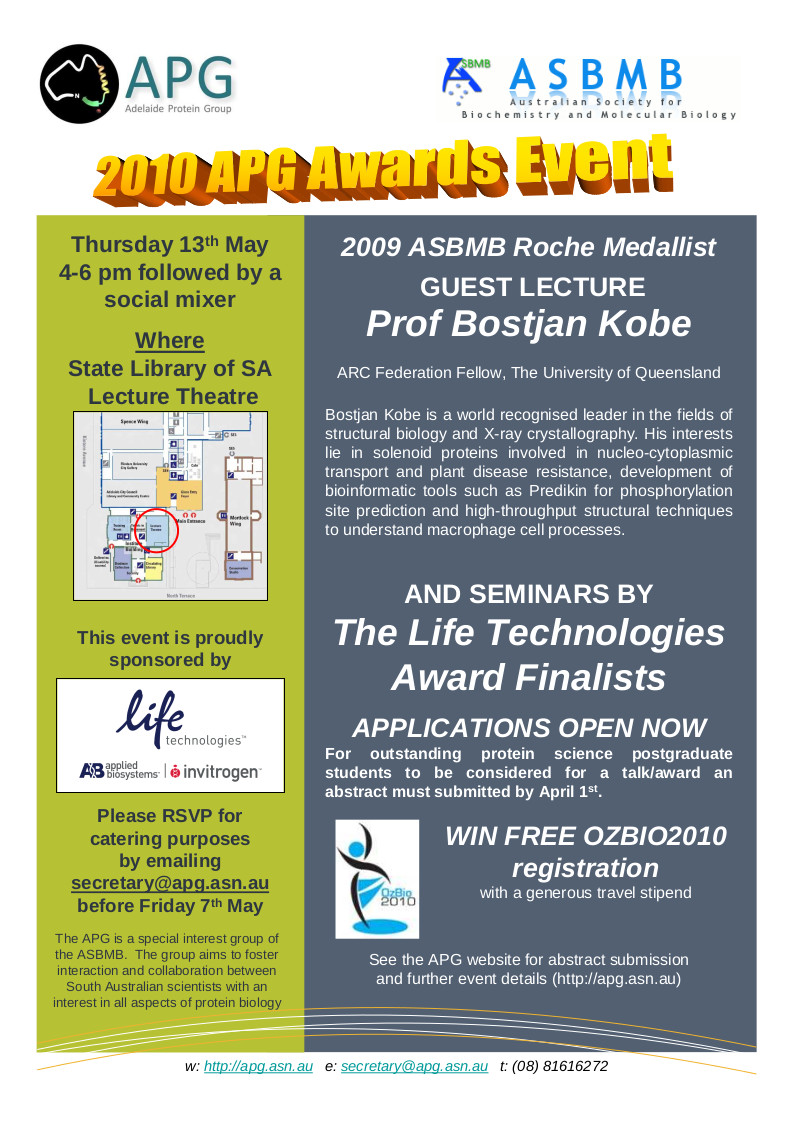 APG
Adelaide Protein Group
SBMB
ASBMB
Australian Society for
Biochemistry and Molecular Biology
2010 APG Awards Event
Thursday 13th May
4-6 pm followed by a
social mixer
Where
State Library of SA
Lecture Theatre
Spence Wing
Cafe
Main Entrance
Mortlock
Wing
Institute
Building
North Terrace
This event is proudly
sponsored by
life
technologies™
AB applied
biosystems™ | invitrogen™
Please RSVP for
catering purposes
by emailing
secretary@apg.asn.au
before Friday 7th May
The APG is a special interest group of
the ASBMB. The group aims to foster
interaction and collaboration between
South Australian scientists with an
interest in all aspects of protein biology
2009 ASBMB Roche Medallist
GUEST LECTURE
Prof Bostjan Kobe
ARC Federation Fellow, The University of Queensland
Bostjan Kobe is a world recognised leader in the fields of
structural biology and X-ray crystallography. His interests
lie in solenoid proteins involved in nucleo-cytoplasmic
transport and plant disease resistance, development of
bioinformatic tools such as Predikin for phosphorylation
site prediction and high-throughput structural techniques
to understand macrophage cell processes.
AND SEMINARS BY
The Life Technologies
Award Finalists
APPLICATIONS OPEN NOW
For outstanding protein science postgraduate
students to be considered for a talk/award an
abstract must submitted by April 1st.
OzBio
2010
WIN FREE OZBIO2010
registration
with a generous travel stipend
See the APG website for abstract submission
and further event details (http://apg.asn.au)
w: http://apg.asn.au e: secretary@apg.asn.au t: (08) 81616272